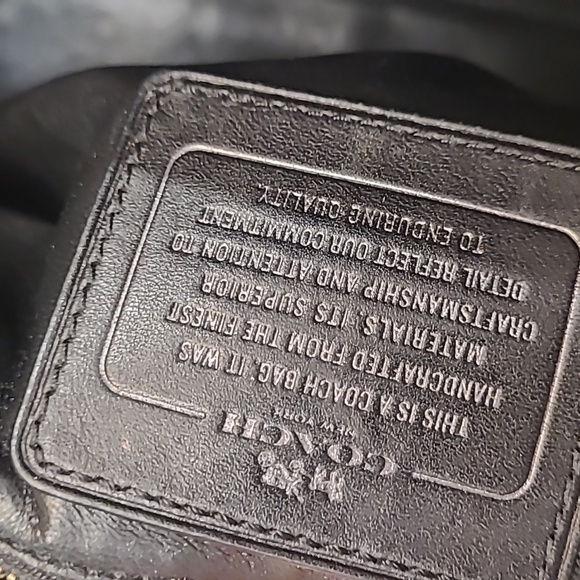 COACH
NEW YORK
THIS IS A COACH BAG. IT WAS
HANDCRAFTED FROM THE FINEST
MATERIALS. ITS SUPERIOR
CRAFTSMANSHIP AND ATTENTION TO
DETAIL REFLECT OUR COMMITMENT
TO ENDURING QUALITY.